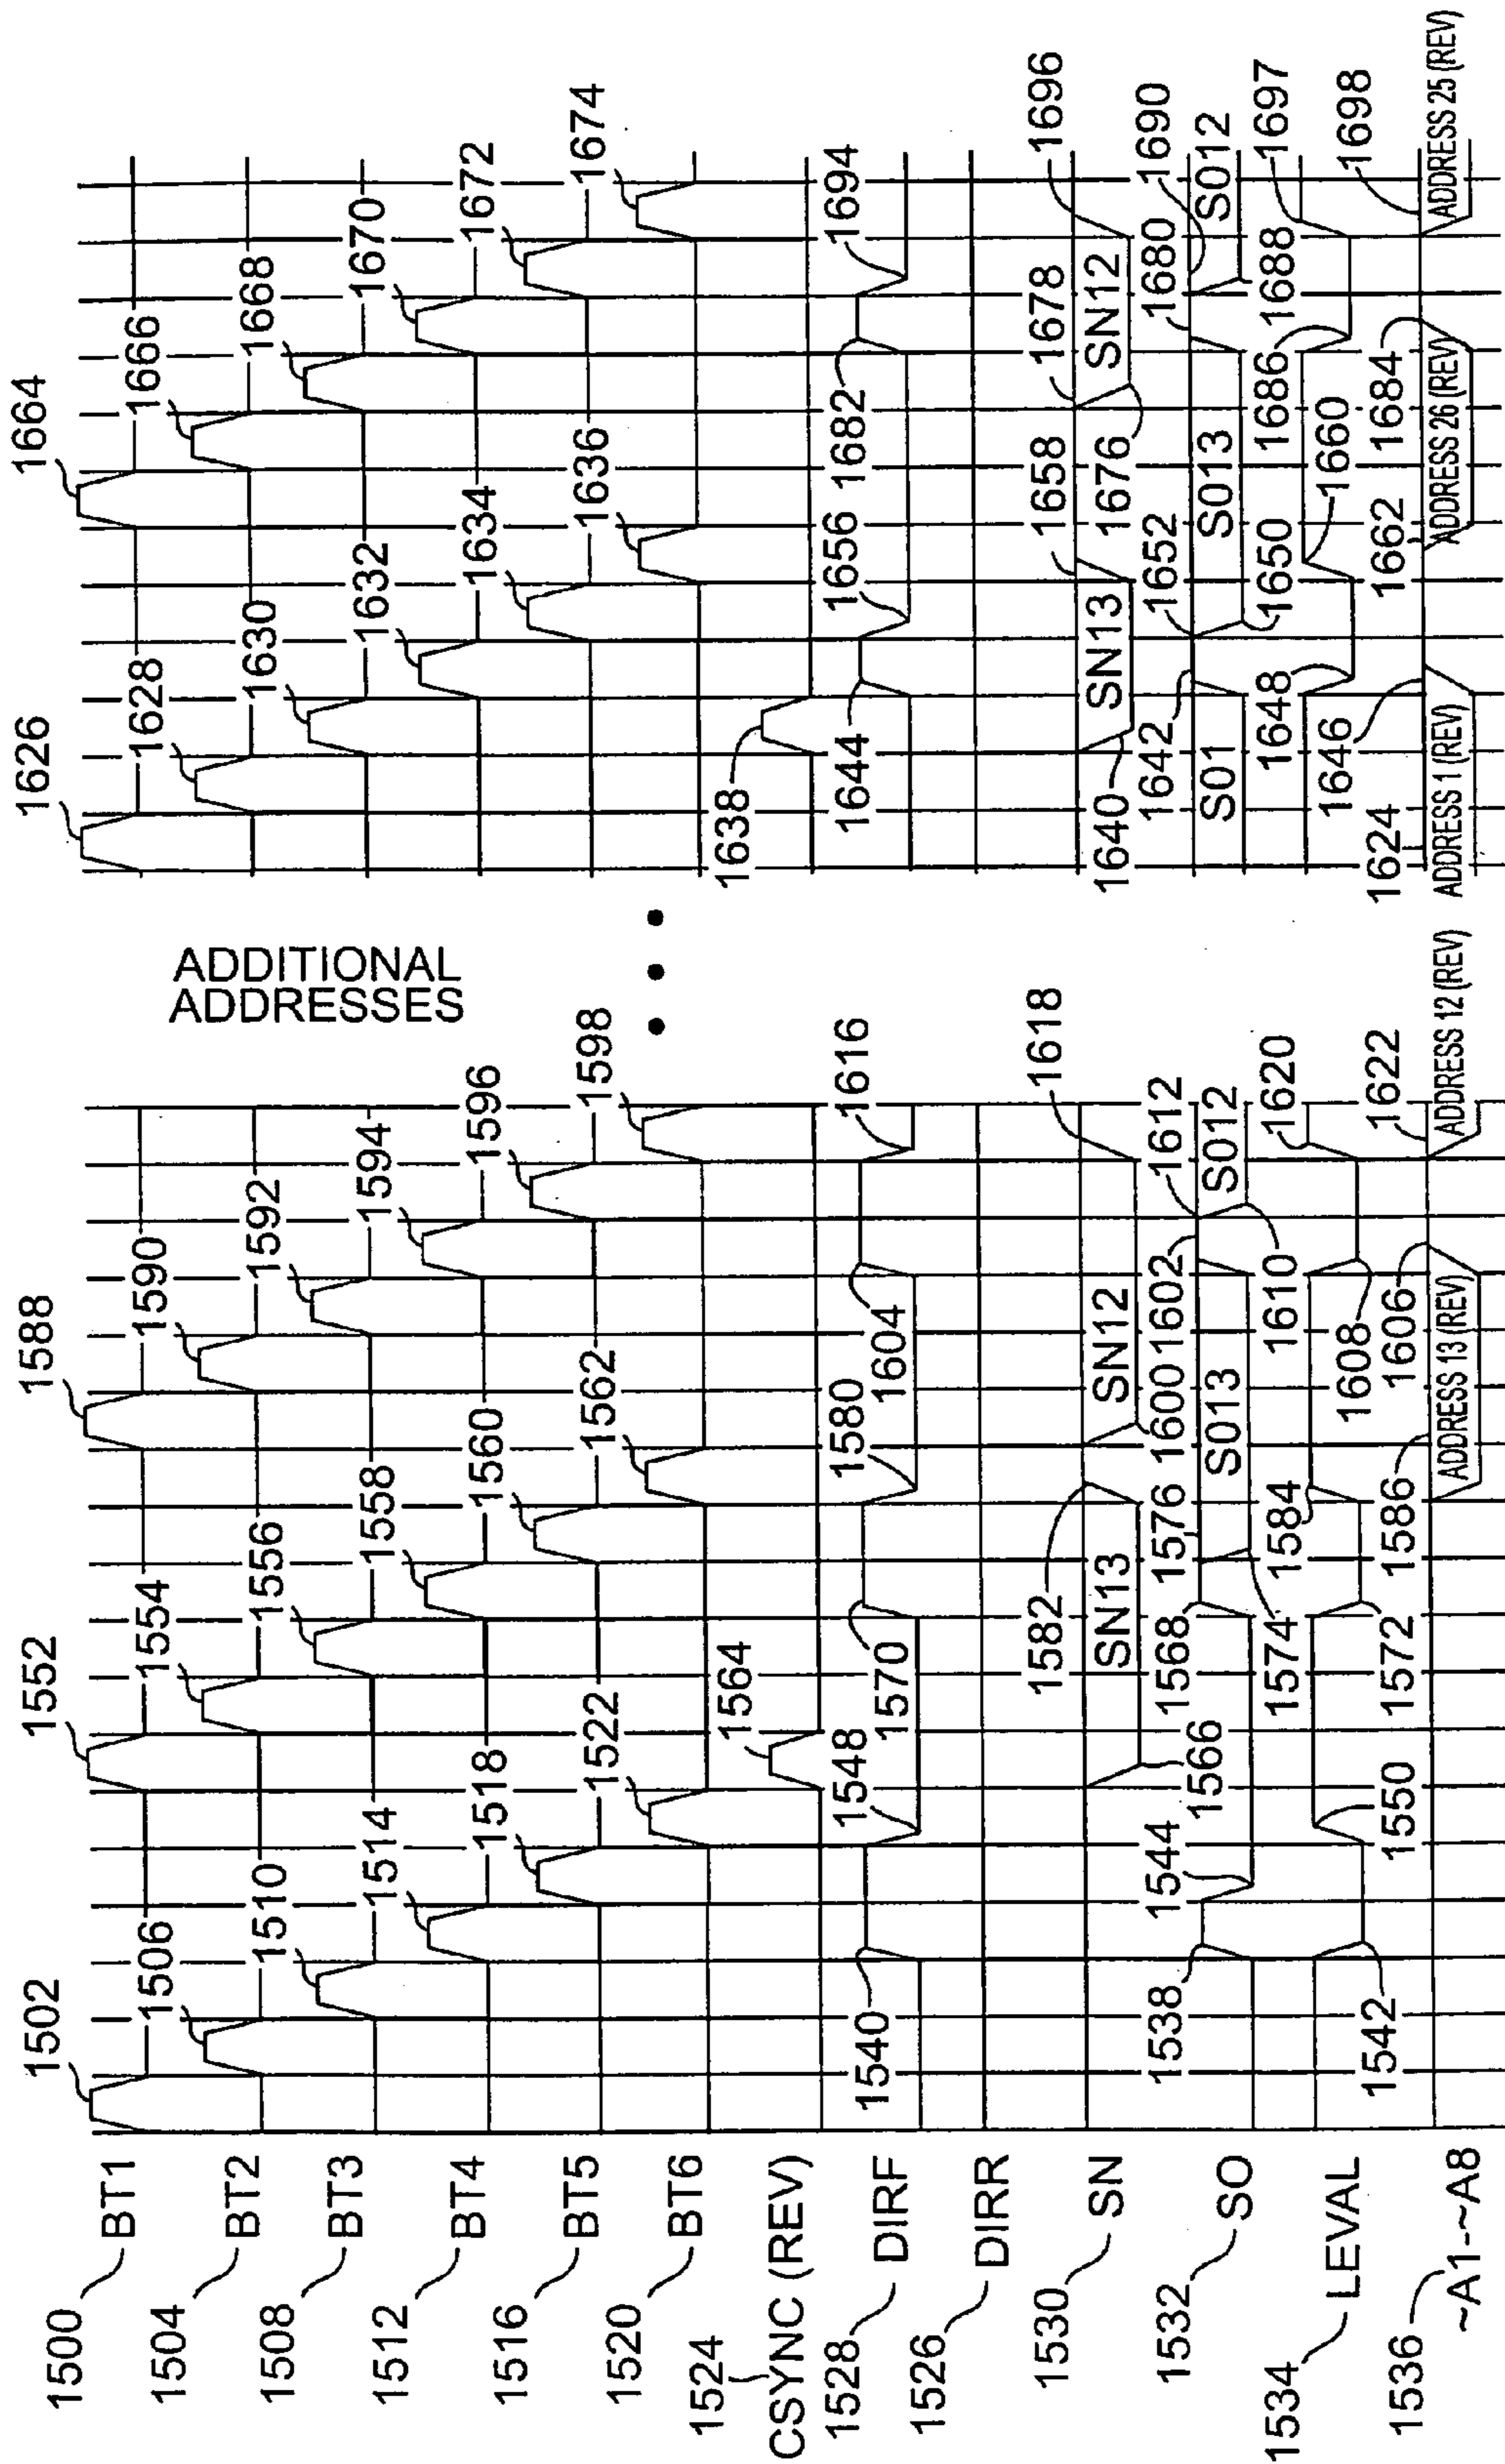 1500 BT1 1502 1552 1588 1626 1664
1504 BT2 1506 1554 1590 1628 1666
1508 BT3 1510 1556 1592 1630 1668
1512 BT4 1514 1558 1594 1632 1670
1516 BT5 1518 1560 1596 1634 1672
1520 BT6 1522 1562 1598 1636 1674
ADDITIONAL
ADDRESSES
• • •
1524 CSYNC (REV) 1564 1638
1528 DIRF 1540 1548 1570 1580 1604 1616 1644 1656 1682 1694
1526 DIRR
1530 SN 1566 SN13 1582 1600 SN12 1618 1640 SN13 1658 1676 1678 SN12 1696
1532 SO 1538 1544 1568 1574 1576 S013 1602 1610 1612 S012 S01 1642 1650 1652 S013 1680 1688 1690 S012
1534 LEVAL 1542 1550 1572 1584 1608 1620 1648 1660 1686 1697
1536 ~A1-~A8 1586 ADDRESS 13 (REV) 1606 1622 ADDRESS 12 (REV) 1624 ADDRESS 1 (REV) 1646 1662 ADDRESS 26 (REV) 1684 1698 ADDRESS 25 (REV)